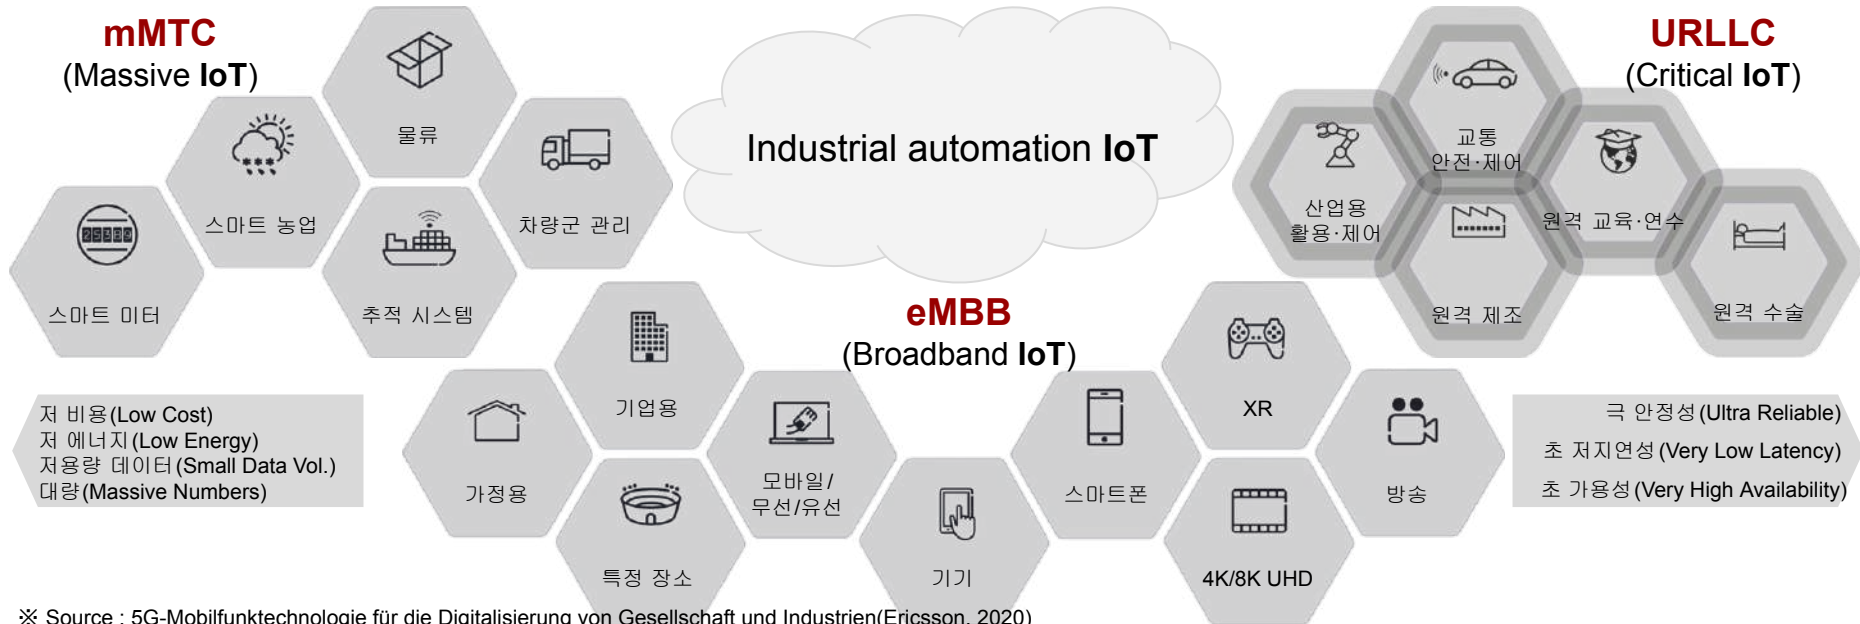 mMTC
(Massive IoT)
물류
스마트 농업
차량군 관리
스마트 미터
추적 시스템
25389
저 비용(Low Cost)
저 에너지(Low Energy)
저용량 데이터(Small Data Vol.)
대량(Massive Numbers)
Industrial automation IoT
eMBB
(Broadband IoT)
기업용
가정용
모바일/
무선/유선
특정 장소
기기
스마트폰
XR
4K/8K UHD
방송
URLLC
(Critical IoT)
교통
안전·제어
산업용
활용·제어
원격 교육·연수
원격 제조
원격 수술
극 안정성(Ultra Reliable)
초 저지연성(Very Low Latency)
초 가용성(Very High Availability)
※ Source : 5G-Mobilfunktechnologie für die Digitalisierung von Gesellschaft und Industrien(Ericsson, 2020)